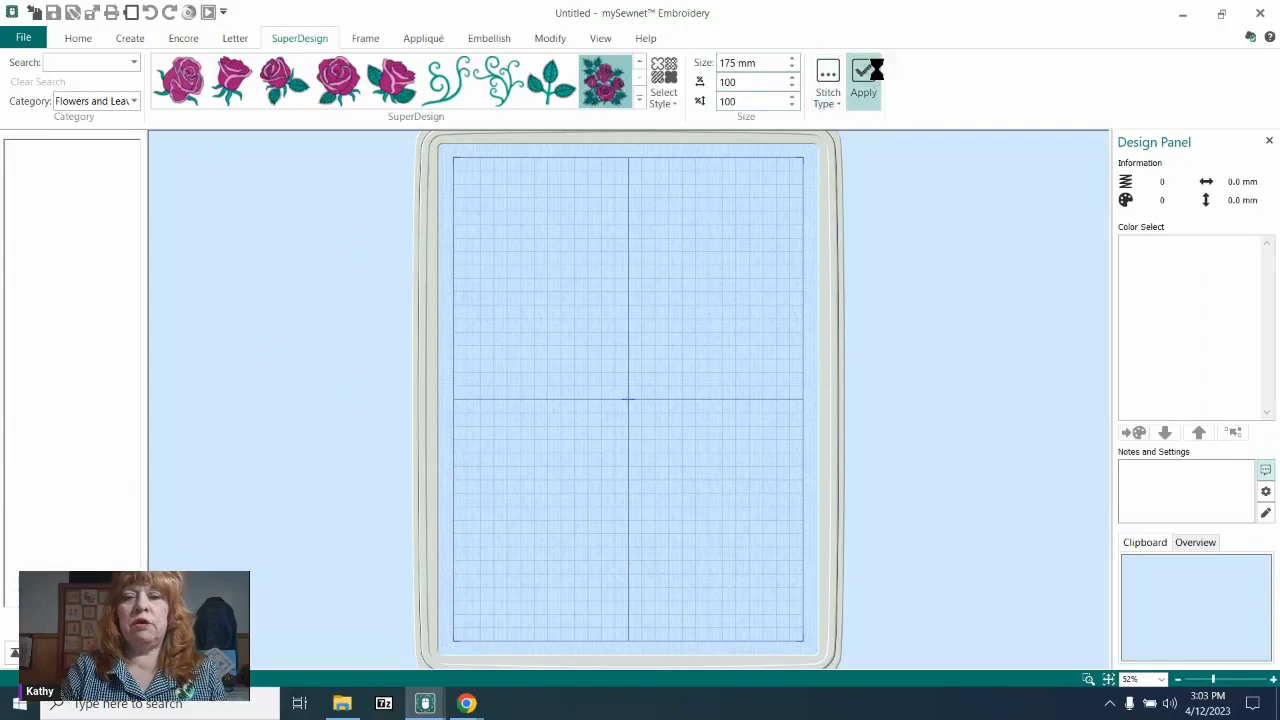 Untitled - mySewnet™ Embroidery
File Home Create Encore Letter SuperDesign Frame Appliqué Embellish Modify View Help
Search:
Clear Search
Category: Flowers and Lea
Category
SuperDesign
Select Style
Size: 175 mm
% 100
% 100
Size
Stitch Type
Apply
Design Panel
Information
0 0.0 mm
0 0.0 mm
Color Select
Notes and Settings
Clipboard Overview
52%
Kathy
Type here to search
3:03 PM
4/12/2023